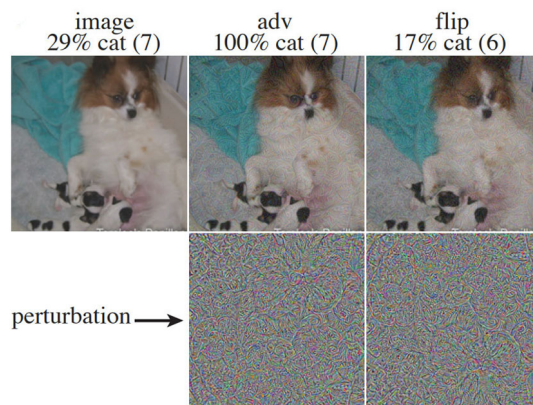 image
29% cat (7)
adv
100% cat (7)
flip
17% cat (6)
perturbation